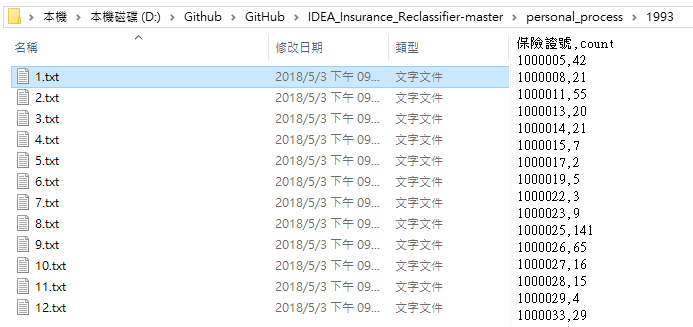 本機 > 本機磁碟 (D:) > Github > GitHub > IDEA_Insurance_Reclassifier-master > personal_process > 1993
名稱 修改日期 類型
1.txt 2018/5/3 下午 09... 文字文件
2.txt 2018/5/3 下午 09... 文字文件
3.txt 2018/5/3 下午 09... 文字文件
4.txt 2018/5/3 下午 09... 文字文件
5.txt 2018/5/3 下午 09... 文字文件
6.txt 2018/5/3 下午 09... 文字文件
7.txt 2018/5/3 下午 09... 文字文件
8.txt 2018/5/3 下午 09... 文字文件
9.txt 2018/5/3 下午 09... 文字文件
10.txt 2018/5/3 下午 09... 文字文件
11.txt 2018/5/3 下午 09... 文字文件
12.txt 2018/5/3 下午 09... 文字文件
保險證號,count
1000005,42
1000008,21
1000011,55
1000013,20
1000014,21
1000015,7
1000017,2
1000019,5
1000022,3
1000023,9
1000025,141
1000026,65
1000027,16
1000028,15
1000029,4
1000033,29